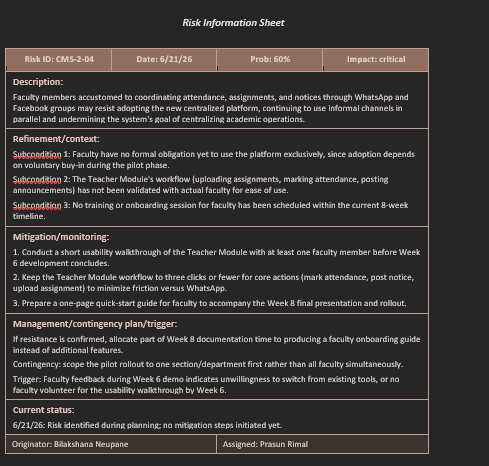 Risk Information Sheet
Risk ID: CMS-2-04 Date: 6/21/26 Prob: 60% Impact: critical
Description:
Faculty members accustomed to coordinating attendance, assignments, and notices through WhatsApp and
Facebook groups may resist adopting the new centralized platform, continuing to use informal channels in
parallel and undermining the system's goal of centralizing academic operations.
Refinement/context:
Subcondition 1: Faculty have no formal obligation yet to use the platform exclusively, since adoption depends
on voluntary buy-in during the pilot phase.
Subcondition 2: The Teacher Module's workflow (uploading assignments, marking attendance, posting
announcements) has not been validated with actual faculty for ease of use.
Subcondition 3: No training or onboarding session for faculty has been scheduled within the current 8-week
timeline.
Mitigation/monitoring:
1. Conduct a short usability walkthrough of the Teacher Module with at least one faculty member before Week
6 development concludes.
2. Keep the Teacher Module workflow to three clicks or fewer for core actions (mark attendance, post notice,
upload assignment) to minimize friction versus WhatsApp.
3. Prepare a one-page quick-start guide for faculty to accompany the Week 8 final presentation and rollout.
Management/contingency plan/trigger:
If resistance is confirmed, allocate part of Week 8 documentation time to producing a faculty onboarding guide
instead of additional features.
Contingency: scope the pilot rollout to one section/department first rather than all faculty simultaneously.
Trigger: Faculty feedback during Week 6 demo indicates unwillingness to switch from existing tools, or no
faculty volunteer for the usability walkthrough by Week 6.
Current status:
6/21/26: Risk identified during planning; no mitigation steps initiated yet.
Originator: Bilakshana Neupane Assigned: Prasun Rimal